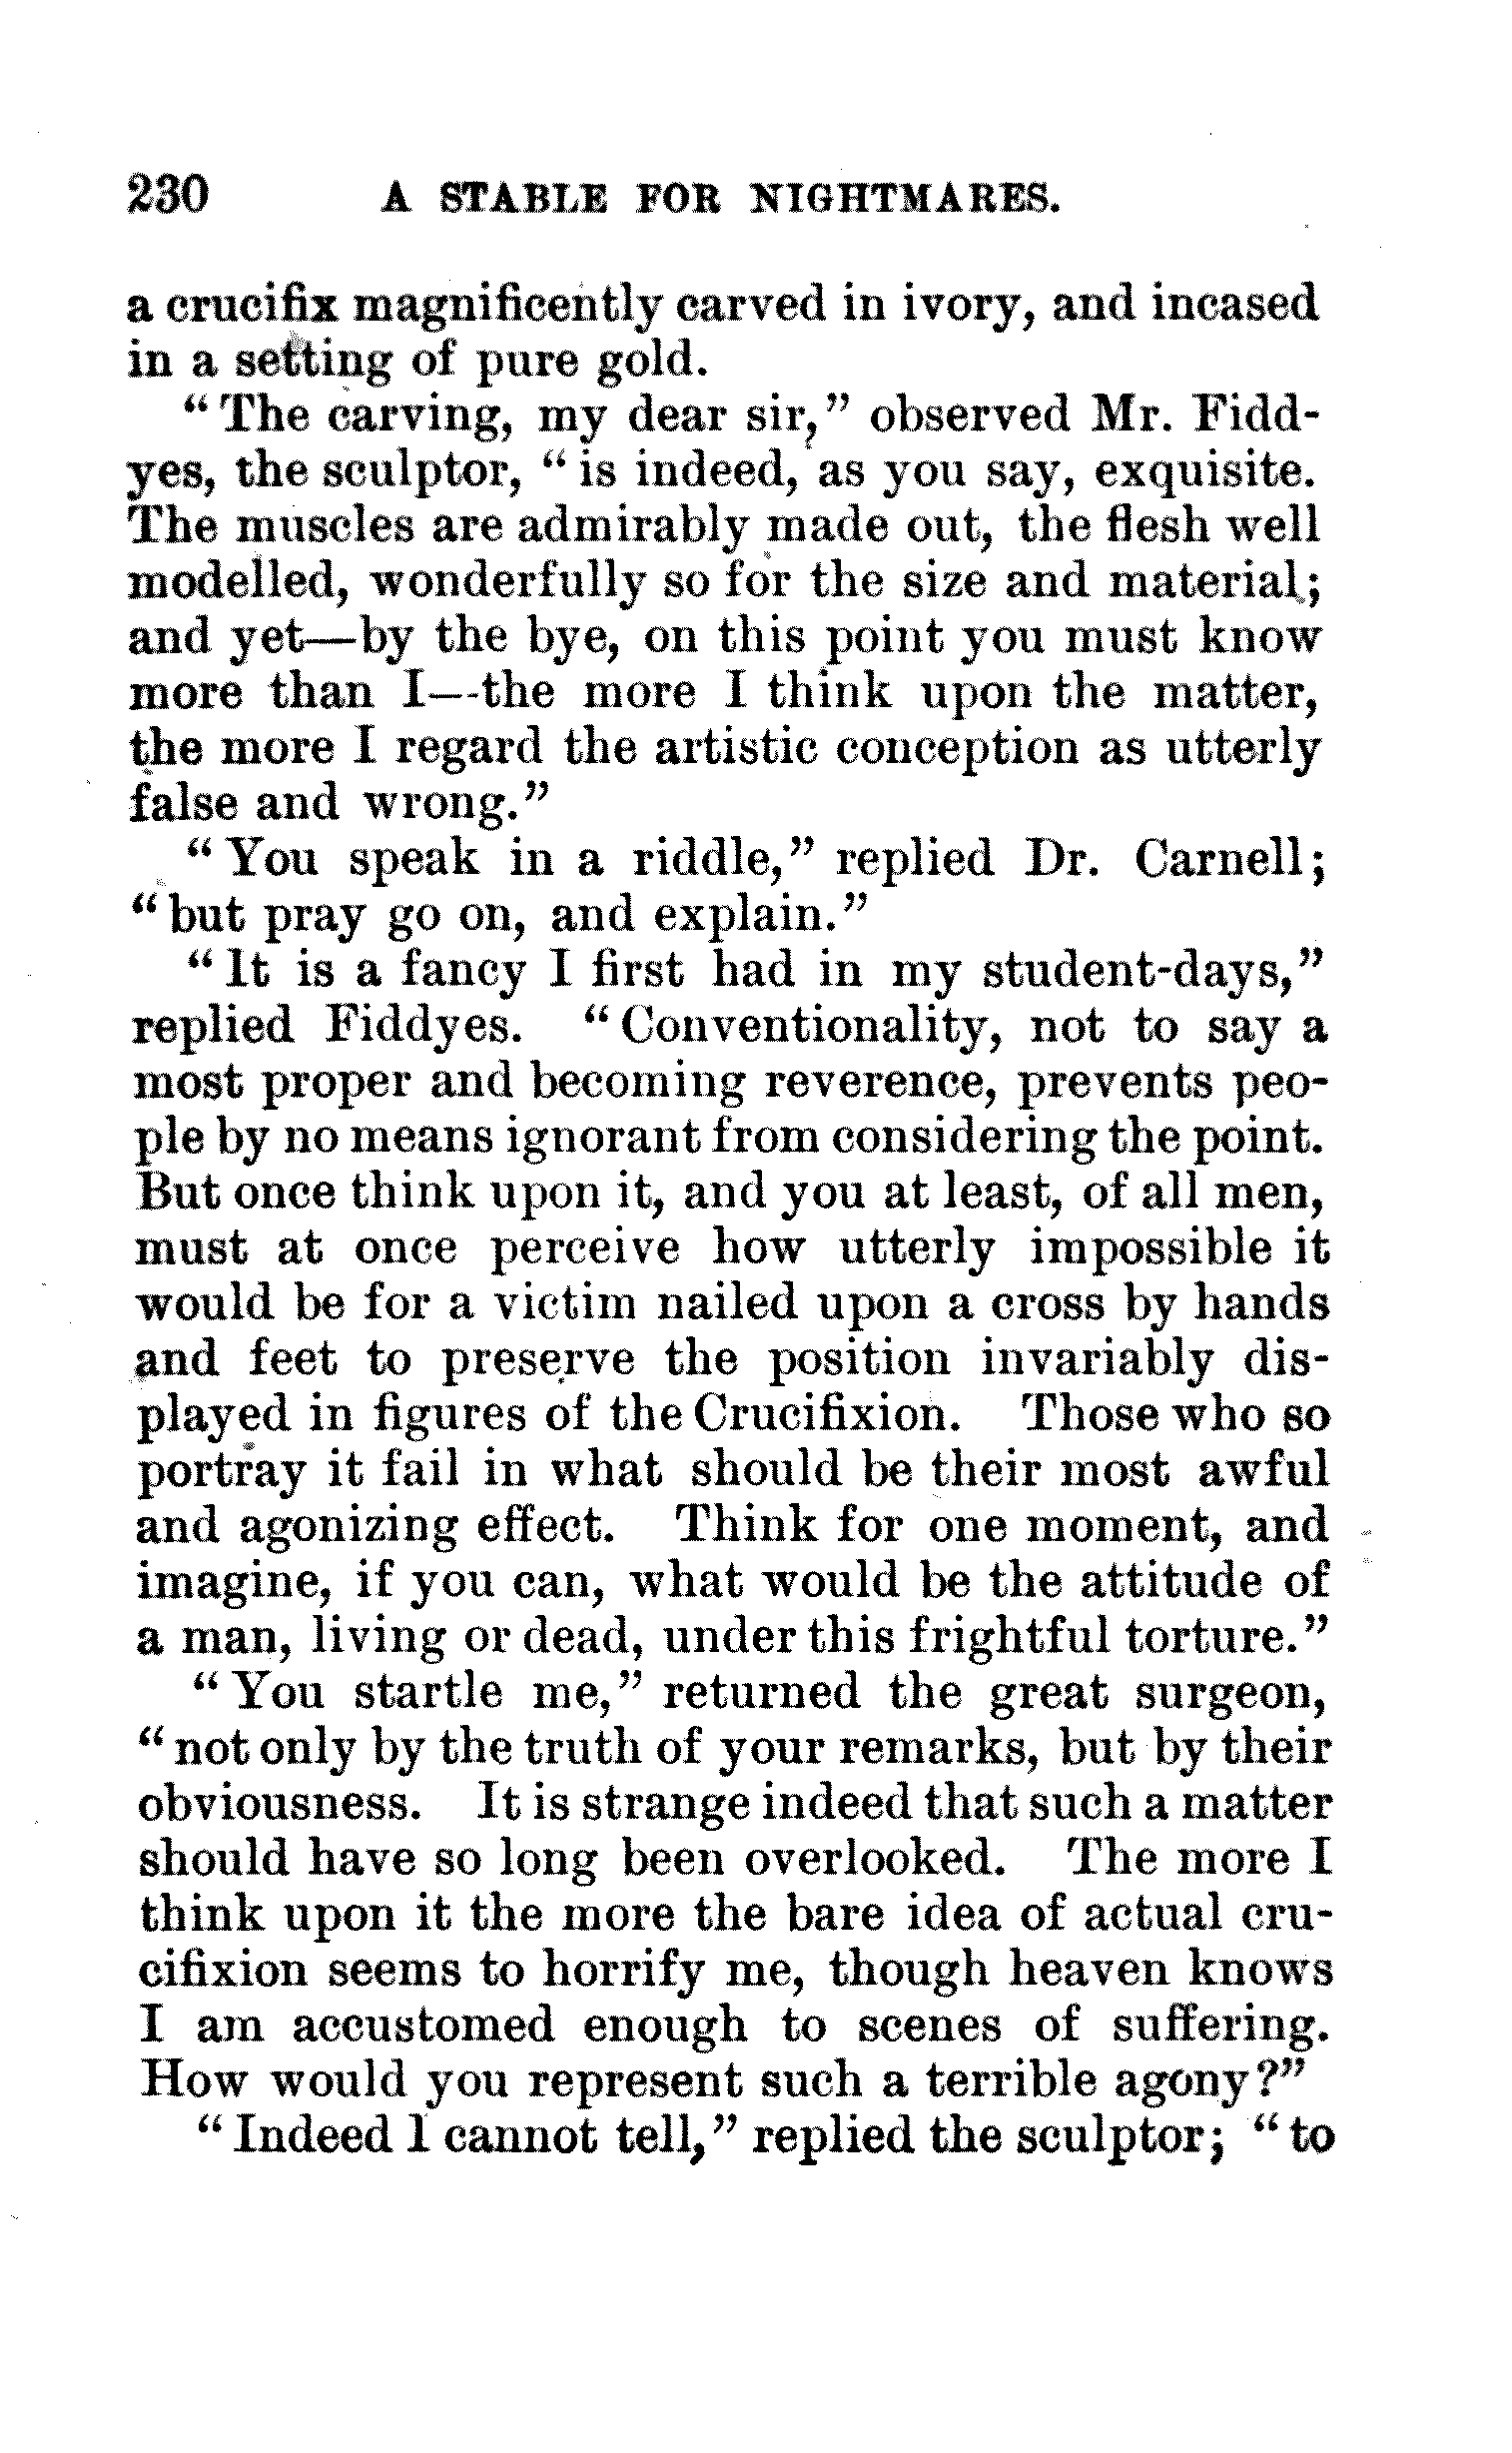 230 A STABLE FOR NIGHTMARES.
a crucifix magnificently carved in ivory, and incased
in a setting of pure gold.
“The carving, my dear sir,” observed Mr. Fidd-
yes, the sculptor, “is indeed, as you say, exquisite.
The muscles are admirably made out, the flesh well
modelled, wonderfully so for the size and material;
and yet—by the bye, on this point you must know
more than I—the more I think upon the matter,
the more I regard the artistic conception as utterly
false and wrong.”
“You speak in a riddle,” replied Dr. Carnell;
“but pray go on, and explain.”
“It is a fancy I first had in my student-days,”
replied Fiddyes. “Conventionality, not to say a
most proper and becoming reverence, prevents peo-
ple by no means ignorant from considering the point.
But once think upon it, and you at least, of all men,
must at once perceive how utterly impossible it
would be for a victim nailed upon a cross by hands
and feet to preserve the position invariably dis-
played in figures of the Crucifixion. Those who so
portray it fail in what should be their most awful
and agonizing effect. Think for one moment, and
imagine, if you can, what would be the attitude of
a man, living or dead, under this frightful torture.”
“You startle me,” returned the great surgeon,
“not only by the truth of your remarks, but by their
obviousness. It is strange indeed that such a matter
should have so long been overlooked. The more I
think upon it the more the bare idea of actual cru-
cifixion seems to horrify me, though heaven knows
I am accustomed enough to scenes of suffering.
How would you represent such a terrible agony?”
“Indeed I cannot tell,” replied the sculptor; “to